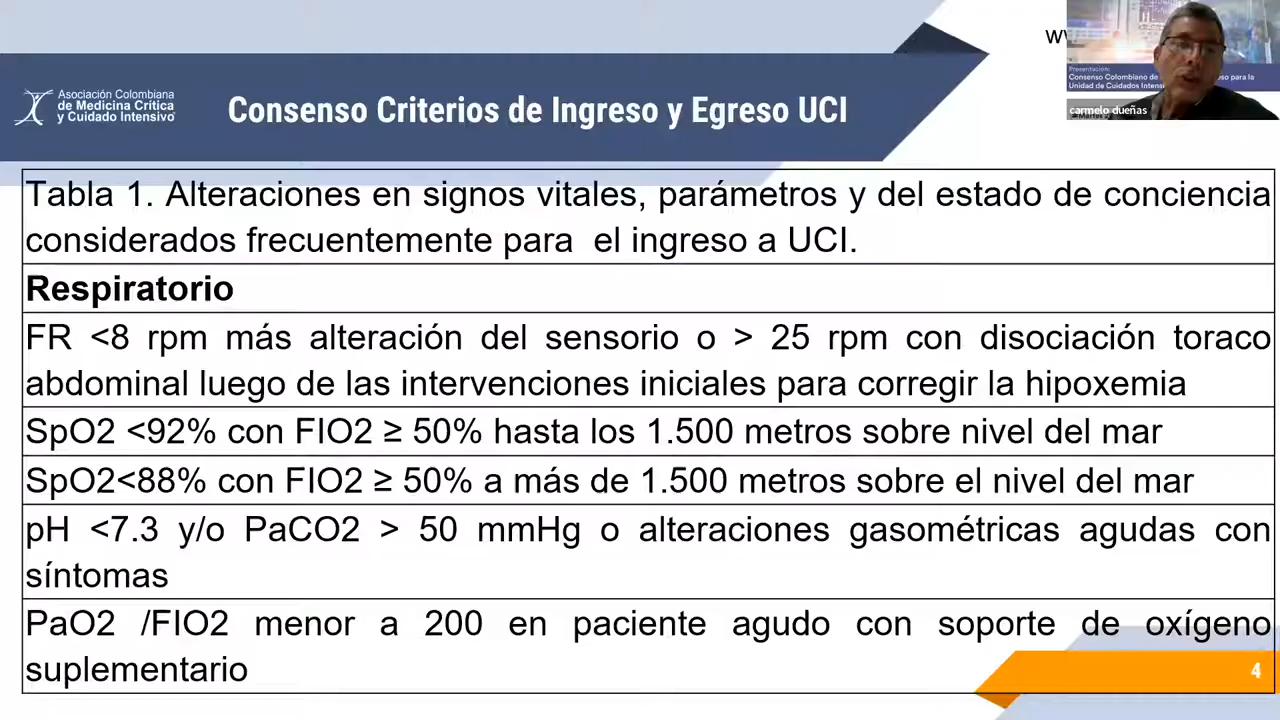 Asociación Colombiana
de Medicina Crítica
y Cuidado Intensivo
Consenso Criterios de Ingreso y Egreso UCI
Presentación:
Consenso Colombiano de
para la
Unidad de Cuidados
carmelo dueñas
Tabla 1. Alteraciones en signos vitales, parámetros y del estado de conciencia
considerados frecuentemente para el ingreso a UCI.
Respiratorio
FR <8 rpm más alteración del sensorio o > 25 rpm con disociación toraco
abdominal luego de las intervenciones iniciales para corregir la hipoxemia
SpO2 <92% con FIO2 ≥ 50% hasta los 1.500 metros sobre nivel del mar
SpO2<88% con FIO2 ≥ 50% a más de 1.500 metros sobre el nivel del mar
pH <7.3 y/o PaCO2 > 50 mmHg o alteraciones gasométricas agudas con
síntomas
PaO2 /FIO2 menor a 200 en paciente agudo con soporte de oxígeno
suplementario
4